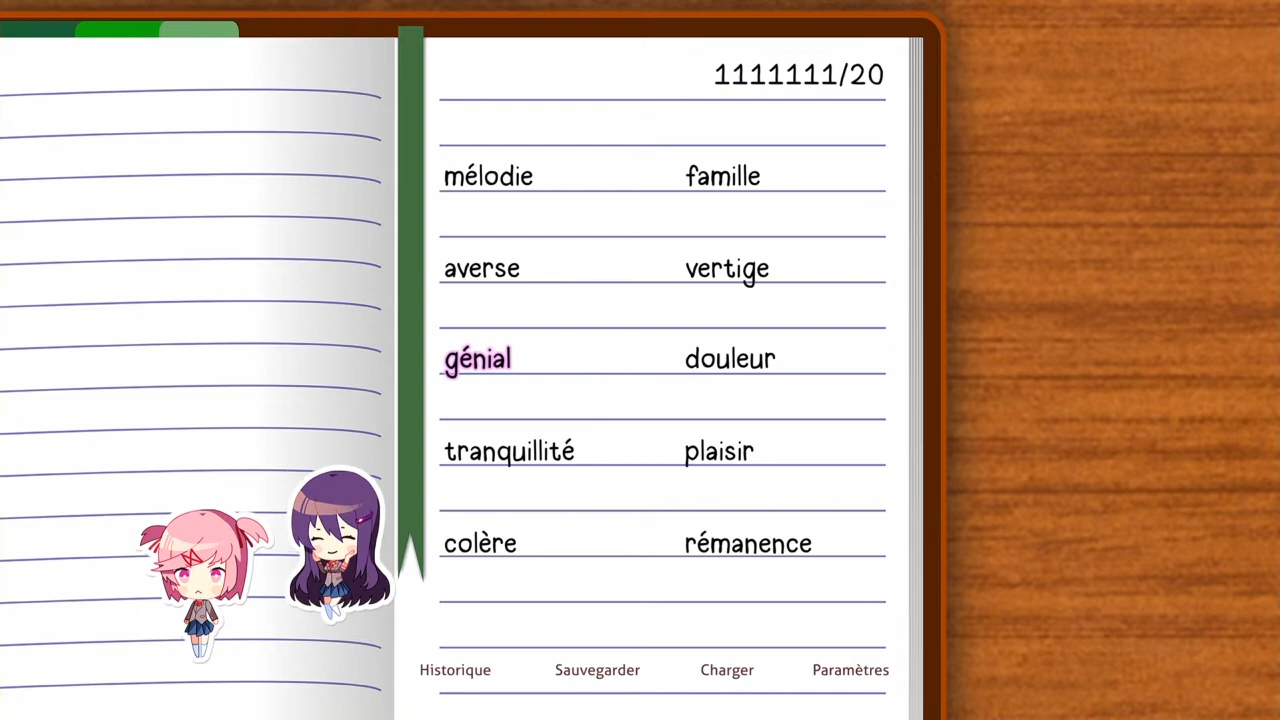 1111111/20
mélodie famille
averse vertige
génial douleur
tranquillité plaisir
colère rémanence
Historique Sauvegarder Charger Paramètres